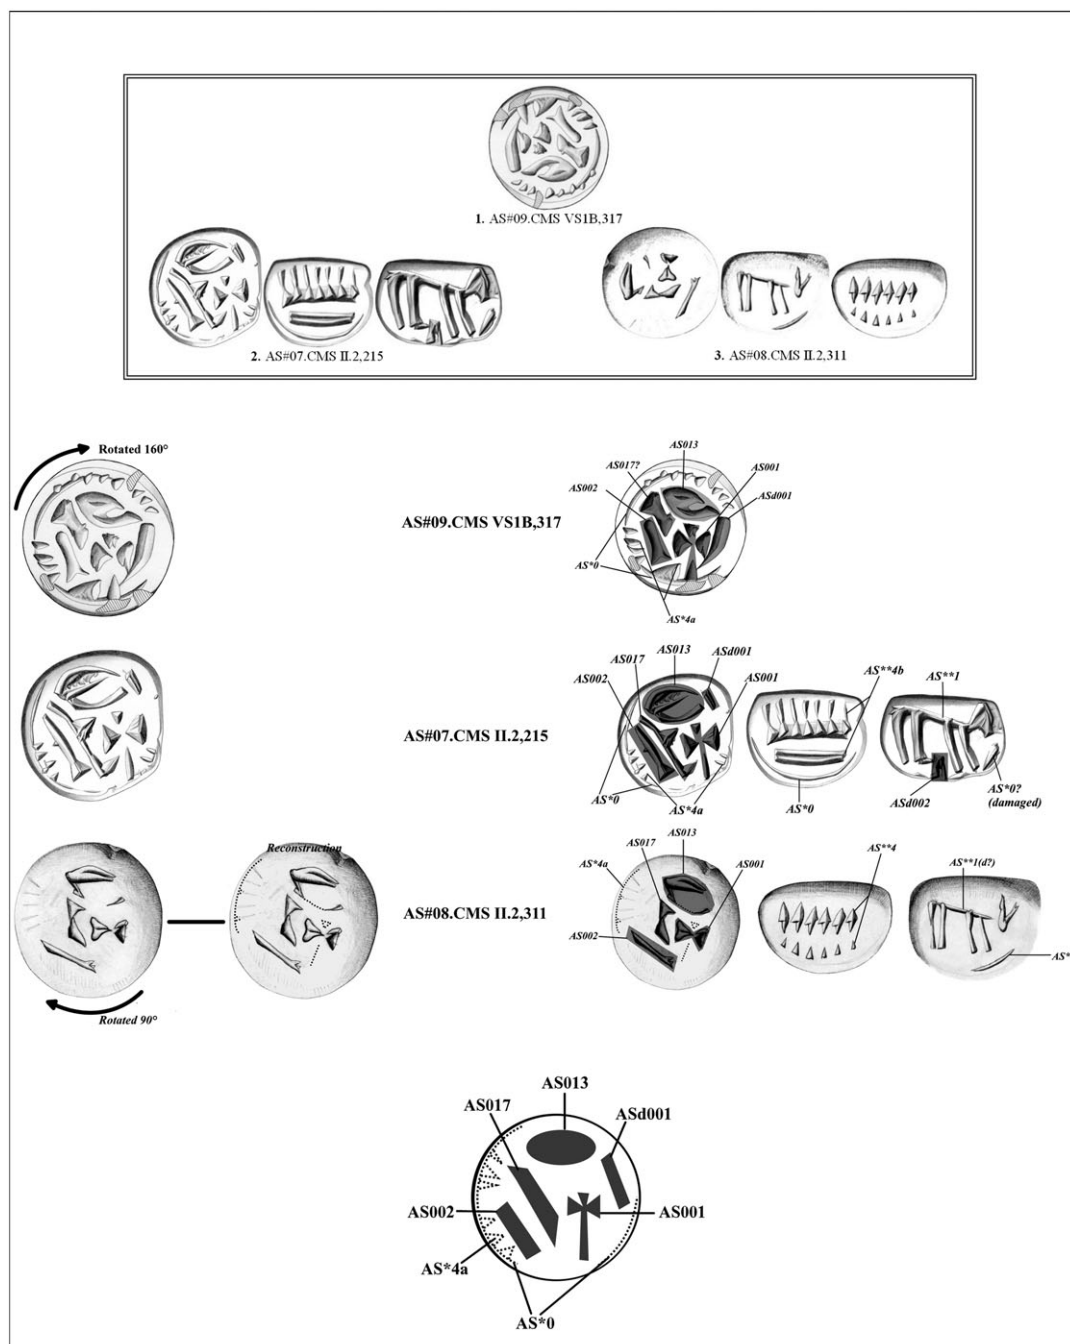 1. AS#09.CMS VS1B,317
2. AS#07.CMS II.2,215
3. AS#08.CMS II.2,311
Rotated 160°
AS013
AS017?
AS001
AS002
ASd001
AS#09.CMS VS1B,317
AS*0
AS*4a
AS013
ASd001
AS017
AS002
AS001
AS**4b
AS**1
AS#07.CMS II.2,215
AS*0
AS*4a
AS*0
ASd002
AS*0?
(damaged)
Reconstruction
AS013
AS017
AS*4a
AS001
AS**4
AS**1(d?)
AS#08.CMS II.2,311
AS002
AS*
Rotated 90°
AS013
AS017
ASd001
AS002
AS001
AS*4a
AS*0